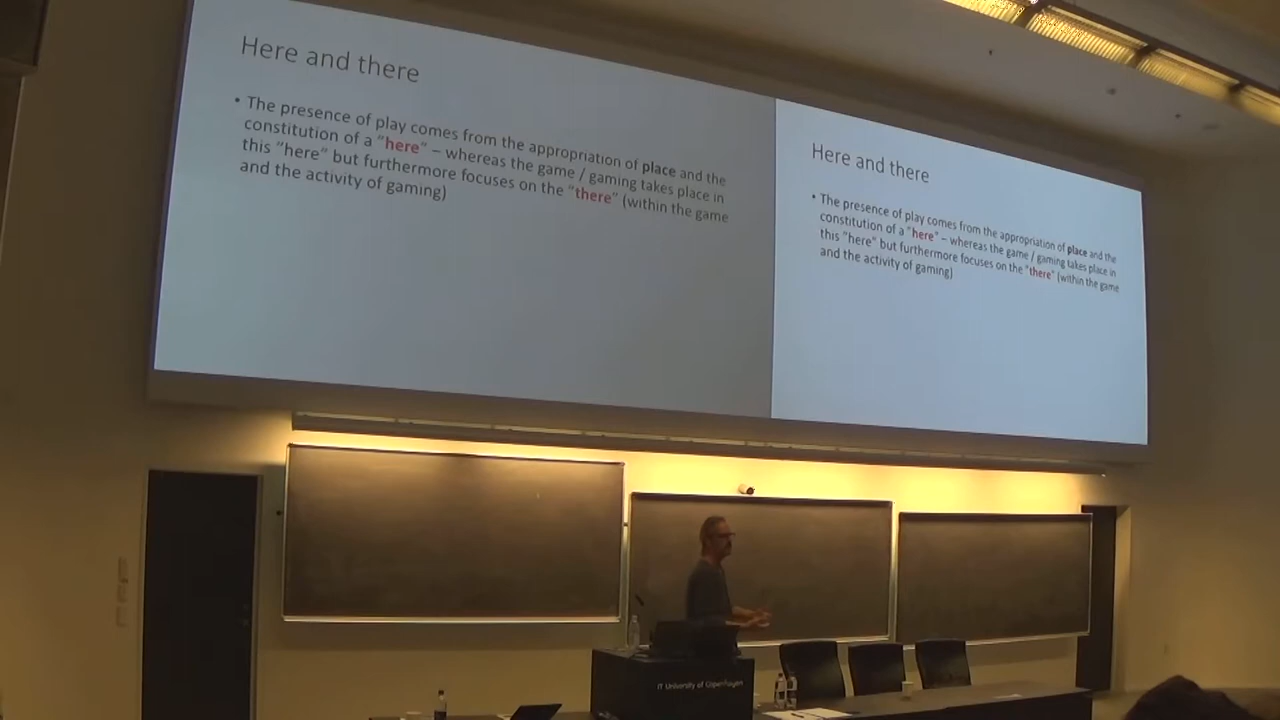 Here and there
• The presence of play comes from the appropriation of place and the
constitution of a "here" – whereas the game / gaming takes place in
this "here" but furthermore focuses on the "there" (within the game
and the activity of gaming)
Here and there
• The presence of play comes from the appropriation of place and the
constitution of a "here" – whereas the game / gaming takes place in
this "here" but furthermore focuses on the "there" (within the game
and the activity of gaming)
IT University of Copenhagen